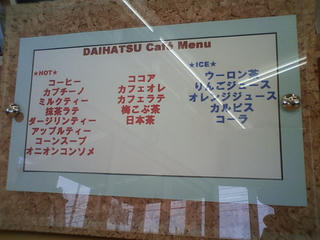 DAIHATSU Café Menu
★HOT★
コーヒー
カプチーノ
ミルクティー
抹茶ラテ
ダージリンティー
アップルティー
コーンスープ
オニオンコンソメ
ココア
カフェオレ
カフェラテ
梅こぶ茶
日本茶
★ICE★
ウーロン茶
りんごジュース
オレンジジュース
カルピス
コーラ